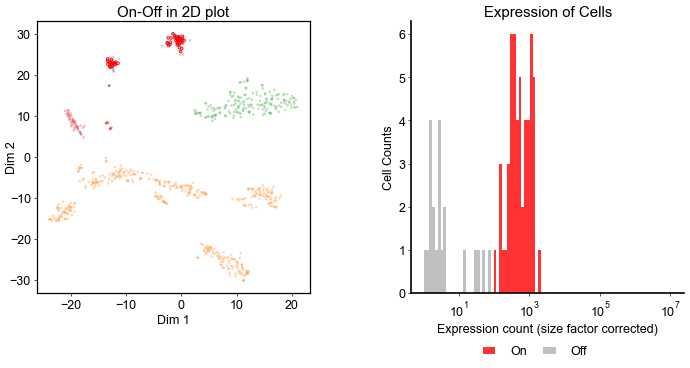 On-Off in 2D plot
Dim 2
30
20
10
0
−10
−20
−30
−20
−10
0
10
20
Dim 1
Expression of Cells
Cell Counts
6
5
4
3
2
1
0
10^1
10^3
10^5
10^7
Expression count (size factor corrected)
On
Off